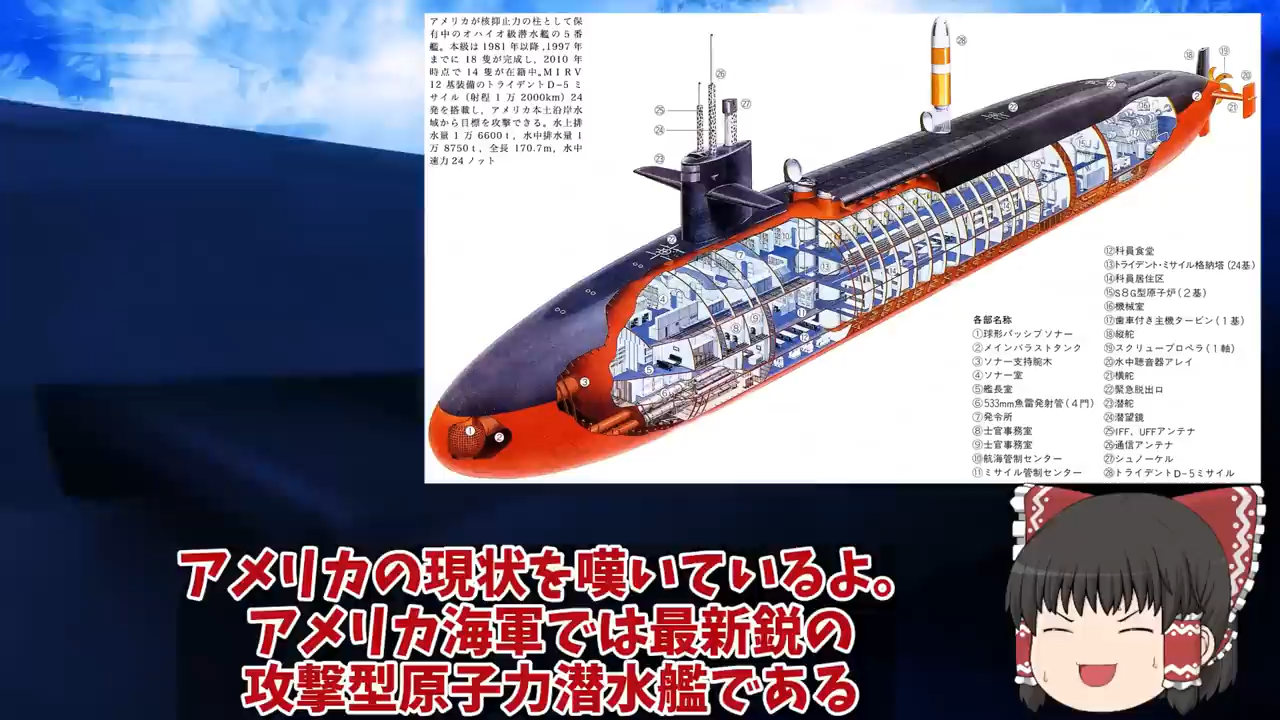 アメリカが核抑止力の柱として保
有中のオハイオ級潜水艦の5番
艦。本級は1981年以降,1997年
までに18隻が完成し,2010年
時点で14隻が在籍中。MIRV
12基装備のトライデントD-5ミ
サイル(射程1万2000km)24
発を搭載し,アメリカ本土沿岸水
域から目標を攻撃できる。水上排
水量1万6600t,水中排水量1
万8750t,全長170.7m,水中
速力24ノット
各部名称
①球形パッシブソナー
②メインバラストタンク
③ソナー支持腕木
④ソナー室
⑤艦長室
⑥533mm魚雷発射管(4門)
⑦発令所
⑧士官事務室
⑨士官事務室
⑩航海管制センター
⑪ミサイル管制センター
⑫科員食堂
⑬トライデント・ミサイル格納塔(24基)
⑭科員居住区
⑮S8G型原子炉(2基)
⑯機械室
⑰歯車付き主機タービン(1基)
⑱縦舵
⑲スクリュープロペラ(1軸)
⑳水中聴音器アレイ
㉑横舵
㉒緊急脱出口
㉓潜舵
㉔潜望鏡
㉕IFF,UFFアンテナ
㉖通信アンテナ
㉗シュノーケル
㉘トライデントD-5ミサイル
アメリカの現状を嘆いているよ。
アメリカ海軍では最新鋭の
攻撃型原子力潜水艦である